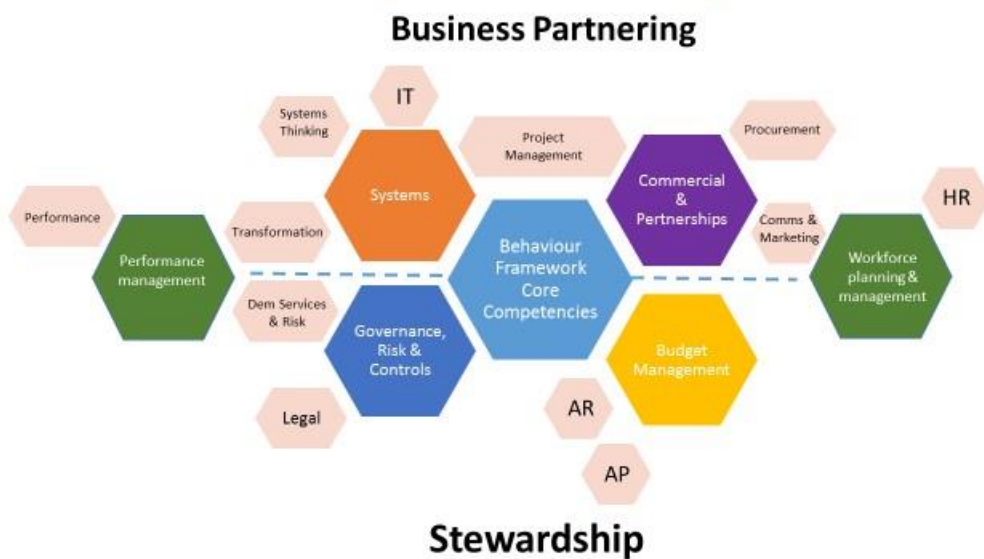 Business Partnering
IT
Systems
Thinking
Project
Management
Procurement
Systems
Commercial
&
Pertnerships
HR
Performance
Transformation
Comms &
Marketing
Performance
management
Behaviour
Framework
Core
Competencies
Workforce
planning &
management
Dem Services
& Risk
Governance,
Risk &
Controls
Budget
Management
Legal
AR
AP
Stewardship